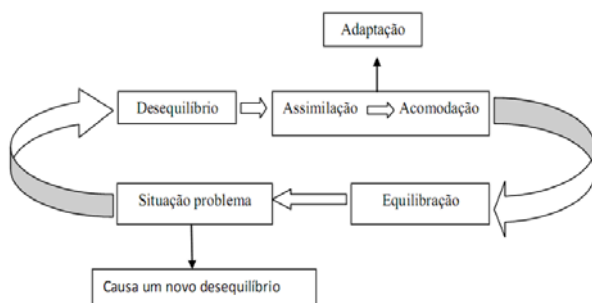 Adaptação
Desequilíbrio
Assimilação
Acomodação
Situação problema
Equilibração
Causa um novo desequilíbrio